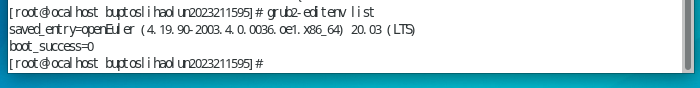 [root@localhost buptoslihaolun2023211595]# grub2-editenv list
saved_entry=openEuler (4.19.90-2003.4.0.0036.oe1.x86_64) 20.03 (LTS)
boot_success=0
[root@localhost buptoslihaolun2023211595]#